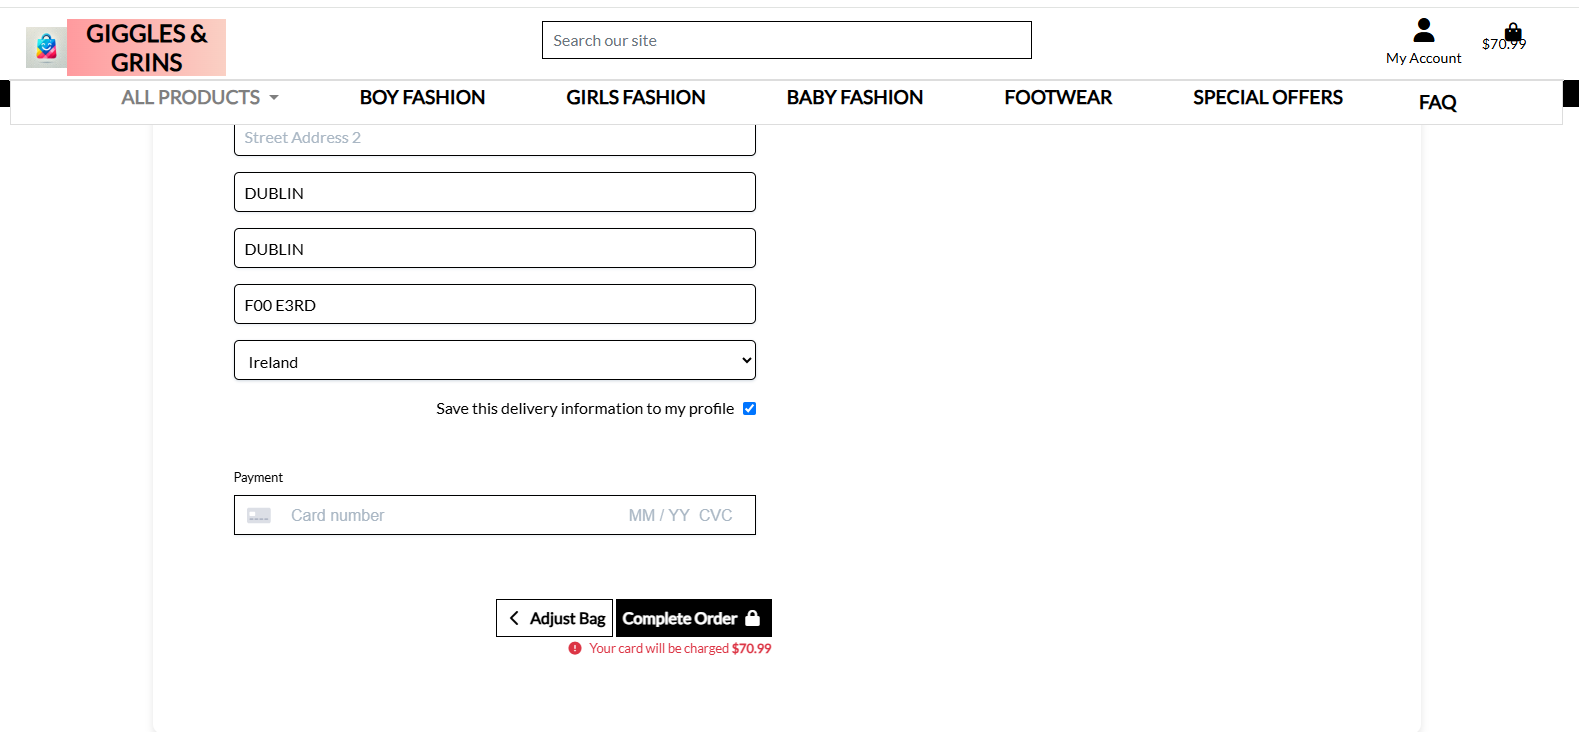 GIGGLES &
GRINS
Search our site
My Account
$70.99
ALL PRODUCTS
BOY FASHION
GIRLS FASHION
BABY FASHION
FOOTWEAR
SPECIAL OFFERS
FAQ
Street Address 2
DUBLIN
DUBLIN
F00 E3RD
Ireland
Save this delivery information to my profile
Payment
Card number MM / YY CVC
Adjust Bag Complete Order
Your card will be charged $70.99